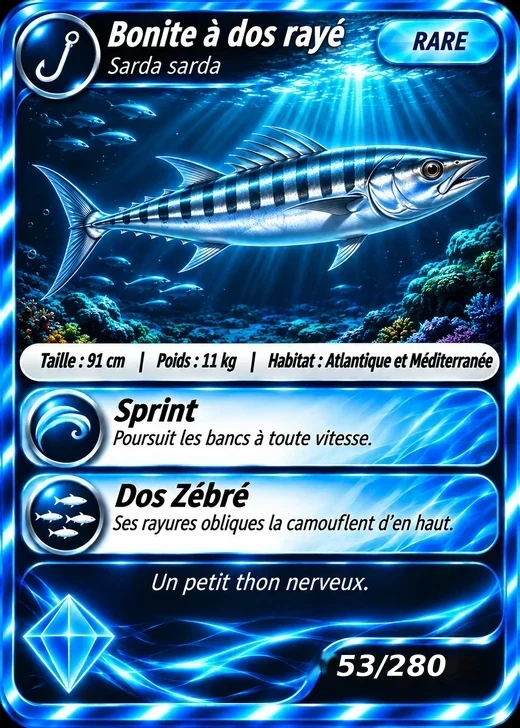 Bonite à dos rayé
Sarda sarda
RARE
Taille : 91 cm | Poids : 11 kg | Habitat : Atlantique et Méditerranée
Sprint
Poursuit les bancs à toute vitesse.
Dos Zébré
Ses rayures obliques la camouflent d'en haut.
Un petit thon nerveux.
53/280